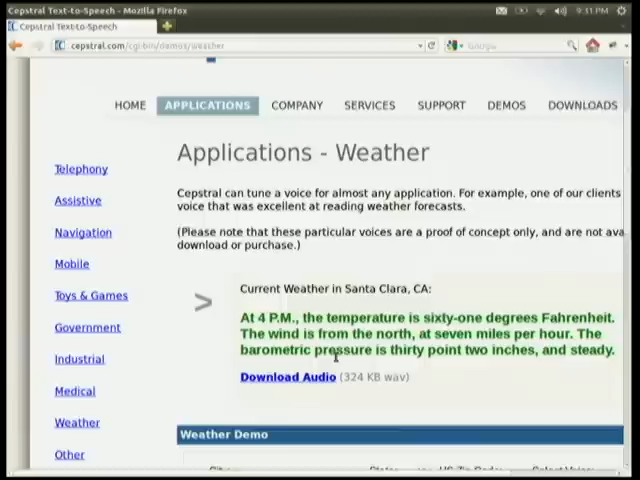 Cepstral Text-to-Speech - Mozilla Firefox
9:31 PM
Cepstral Text-to-Speech
cepstral.com/cgi-bin/demos/weather
Google
HOME APPLICATIONS COMPANY SERVICES SUPPORT DEMOS DOWNLOADS
Applications - Weather
Telephony
Assistive
Navigation
Mobile
Toys & Games
Government
Industrial
Medical
Weather
Other
Cepstral can tune a voice for almost any application. For example, one of our clients
voice that was excellent at reading weather forecasts.
(Please note that these particular voices are a proof of concept only, and are not ava
download or purchase.)
Current Weather in Santa Clara, CA:
>
At 4 P.M., the temperature is sixty-one degrees Fahrenheit.
The wind is from the north, at seven miles per hour. The
barometric pressure is thirty point two inches, and steady.
Download Audio (324 KB wav)
Weather Demo